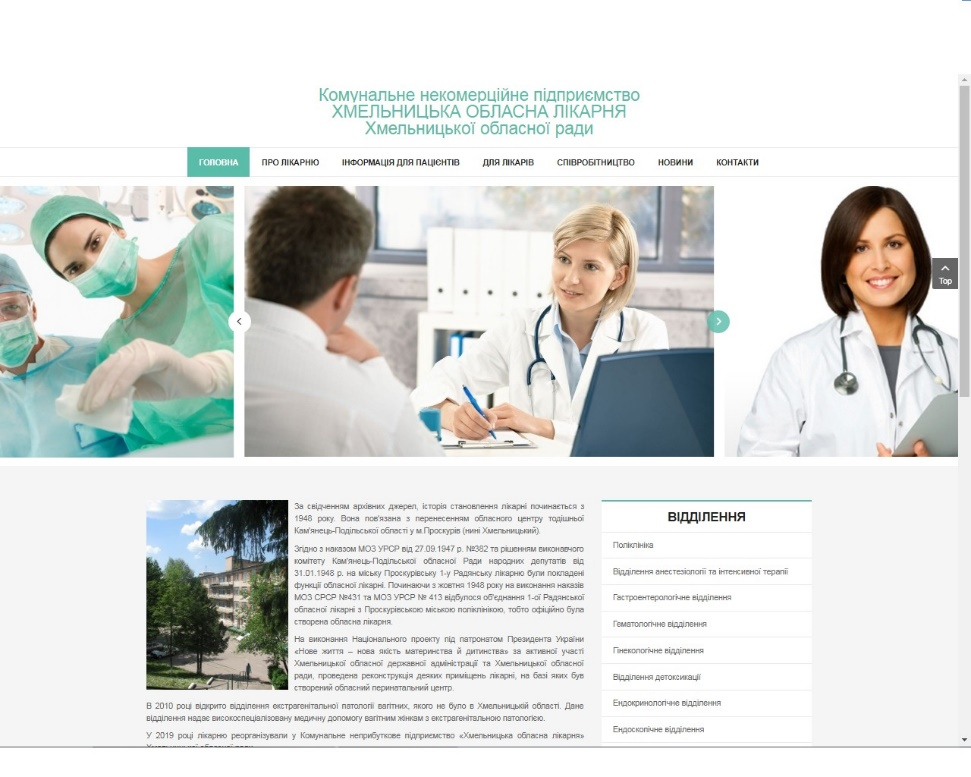 Комунальне некомерційне підприємство
ХМЕЛЬНИЦЬКА ОБЛАСНА ЛІКАРНЯ
Хмельницької обласної ради
ГОЛОВНА ПРО ЛІКАРНЮ ІНФОРМАЦІЯ ДЛЯ ПАЦІЄНТІВ ДЛЯ ЛІКАРІВ СПІВРОБІТНИЦТВО НОВИНИ КОНТАКТИ
Top
За свідченням архівних джерел, історія становлення лікарні починається з
1948 року. Вона пов'язана з перенесенням обласного центру тодішньої
Кам'янець-Подільської області у м.Проскурів (нині Хмельницький).
Згідно з наказом МОЗ УРСР від 27.09.1947 р. №382 та рішенням виконавчого
комітету Кам'янець-Подільської обласної Ради народних депутатів від
31.01.1948 р. на міську Проскурівську 1-у Радянську лікарню були покладені
функції обласної лікарні. Починаючи з жовтня 1948 року на виконання наказів
МОЗ СРСР №431 та МОЗ УРСР № 413 відбулося об'єднання 1-ої Радянської
обласної лікарні з Проскурівською міською поліклінікою, тобто офіційно була
створена обласна лікарня.
На виконання Національного проекту під патронатом Президента України
«Нове життя – нова якість материнства й дитинства» за активної участі
Хмельницької обласної державної адміністрації та Хмельницької обласної
ради, проведена реконструкція деяких приміщень лікарні, на базі яких був
створений обласний перинатальний центр.
В 2010 році відкрито відділення екстрагенітальної патології вагітних, якого не було в Хмельницькій області. Дане
відділення надає високоспеціалізовану медичну допомогу вагітним жінкам з екстрагенітальною патологією.
У 2019 році лікарню реорганізували у Комунальне неприбуткове підприємство «Хмельницька обласна лікарня»
Хмельницької обласної ради
ВІДДІЛЕННЯ
Поліклініка
Відділення анестезіології та інтенсивної терапії
Гастроентерологічне відділення
Гематологічне відділення
Гінекологічне відділення
Відділення детоксикації
Ендокринологічне відділення
Ендоскопічне відділення